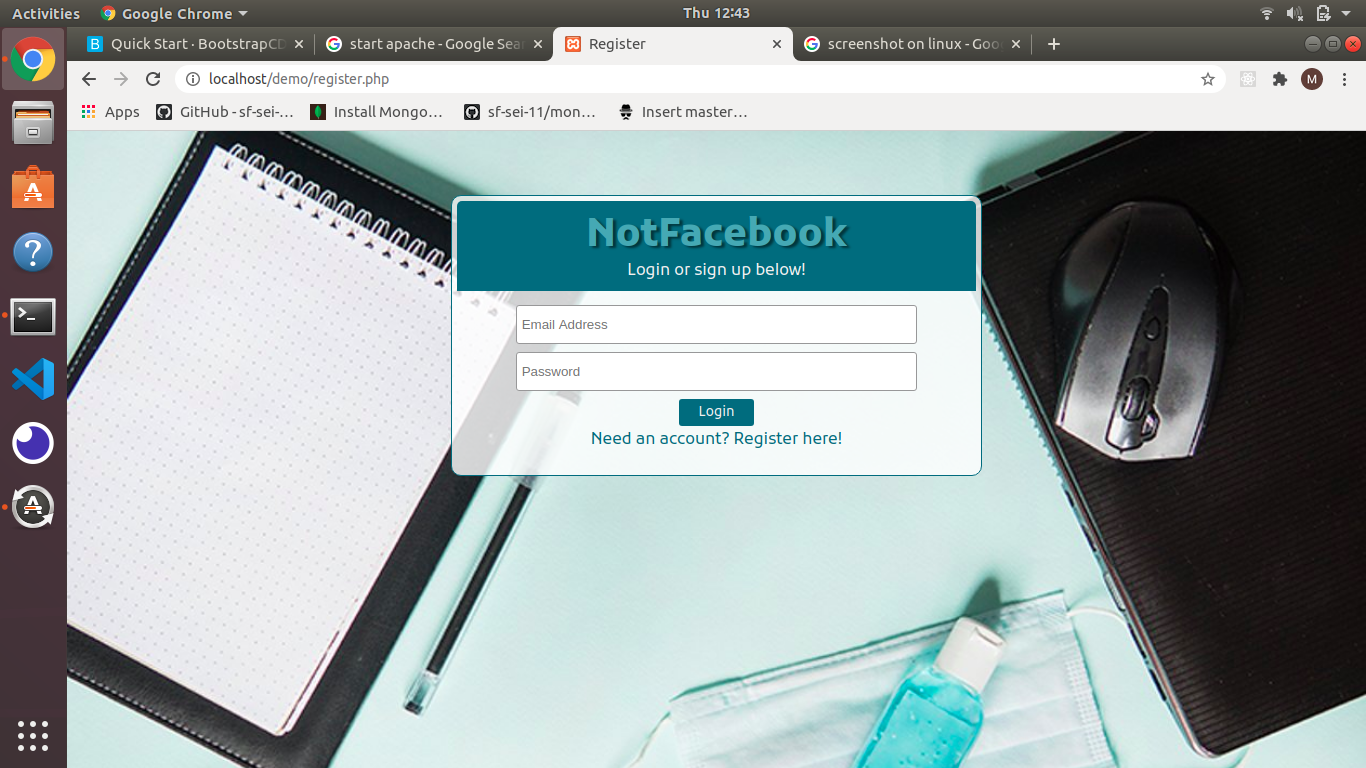 Activities
Google Chrome
Thu 12:43
Quick Start · BootstrapCD
start apache - Google Sea
Register
screenshot on linux - Goo
localhost/demo/register.php
M
Apps
GitHub - sf-sei-...
Install Mongo...
sf-sei-11/mon...
Insert master...
NotFacebook
Login or sign up below!
Email Address
Password
Login
Need an account? Register here!